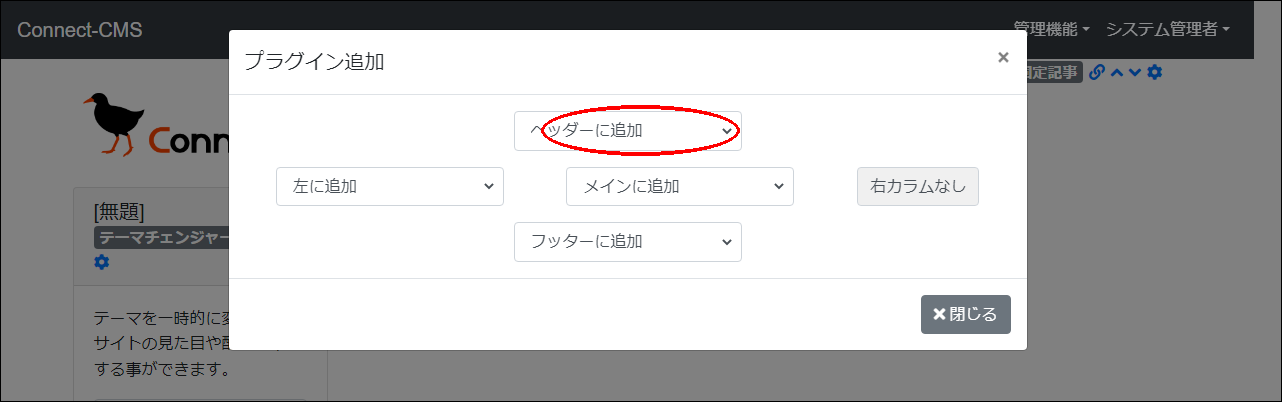 Connect-CMS
管理機能
システム管理者
プラグイン追加
×
固定記事
ヘッダーに追加
Conn
左に追加
メインに追加
右カラムなし
[無題]
テーマチェンジャー
フッターに追加
閉じる
テーマを一時的に変
サイトの見た目や
する事ができます。